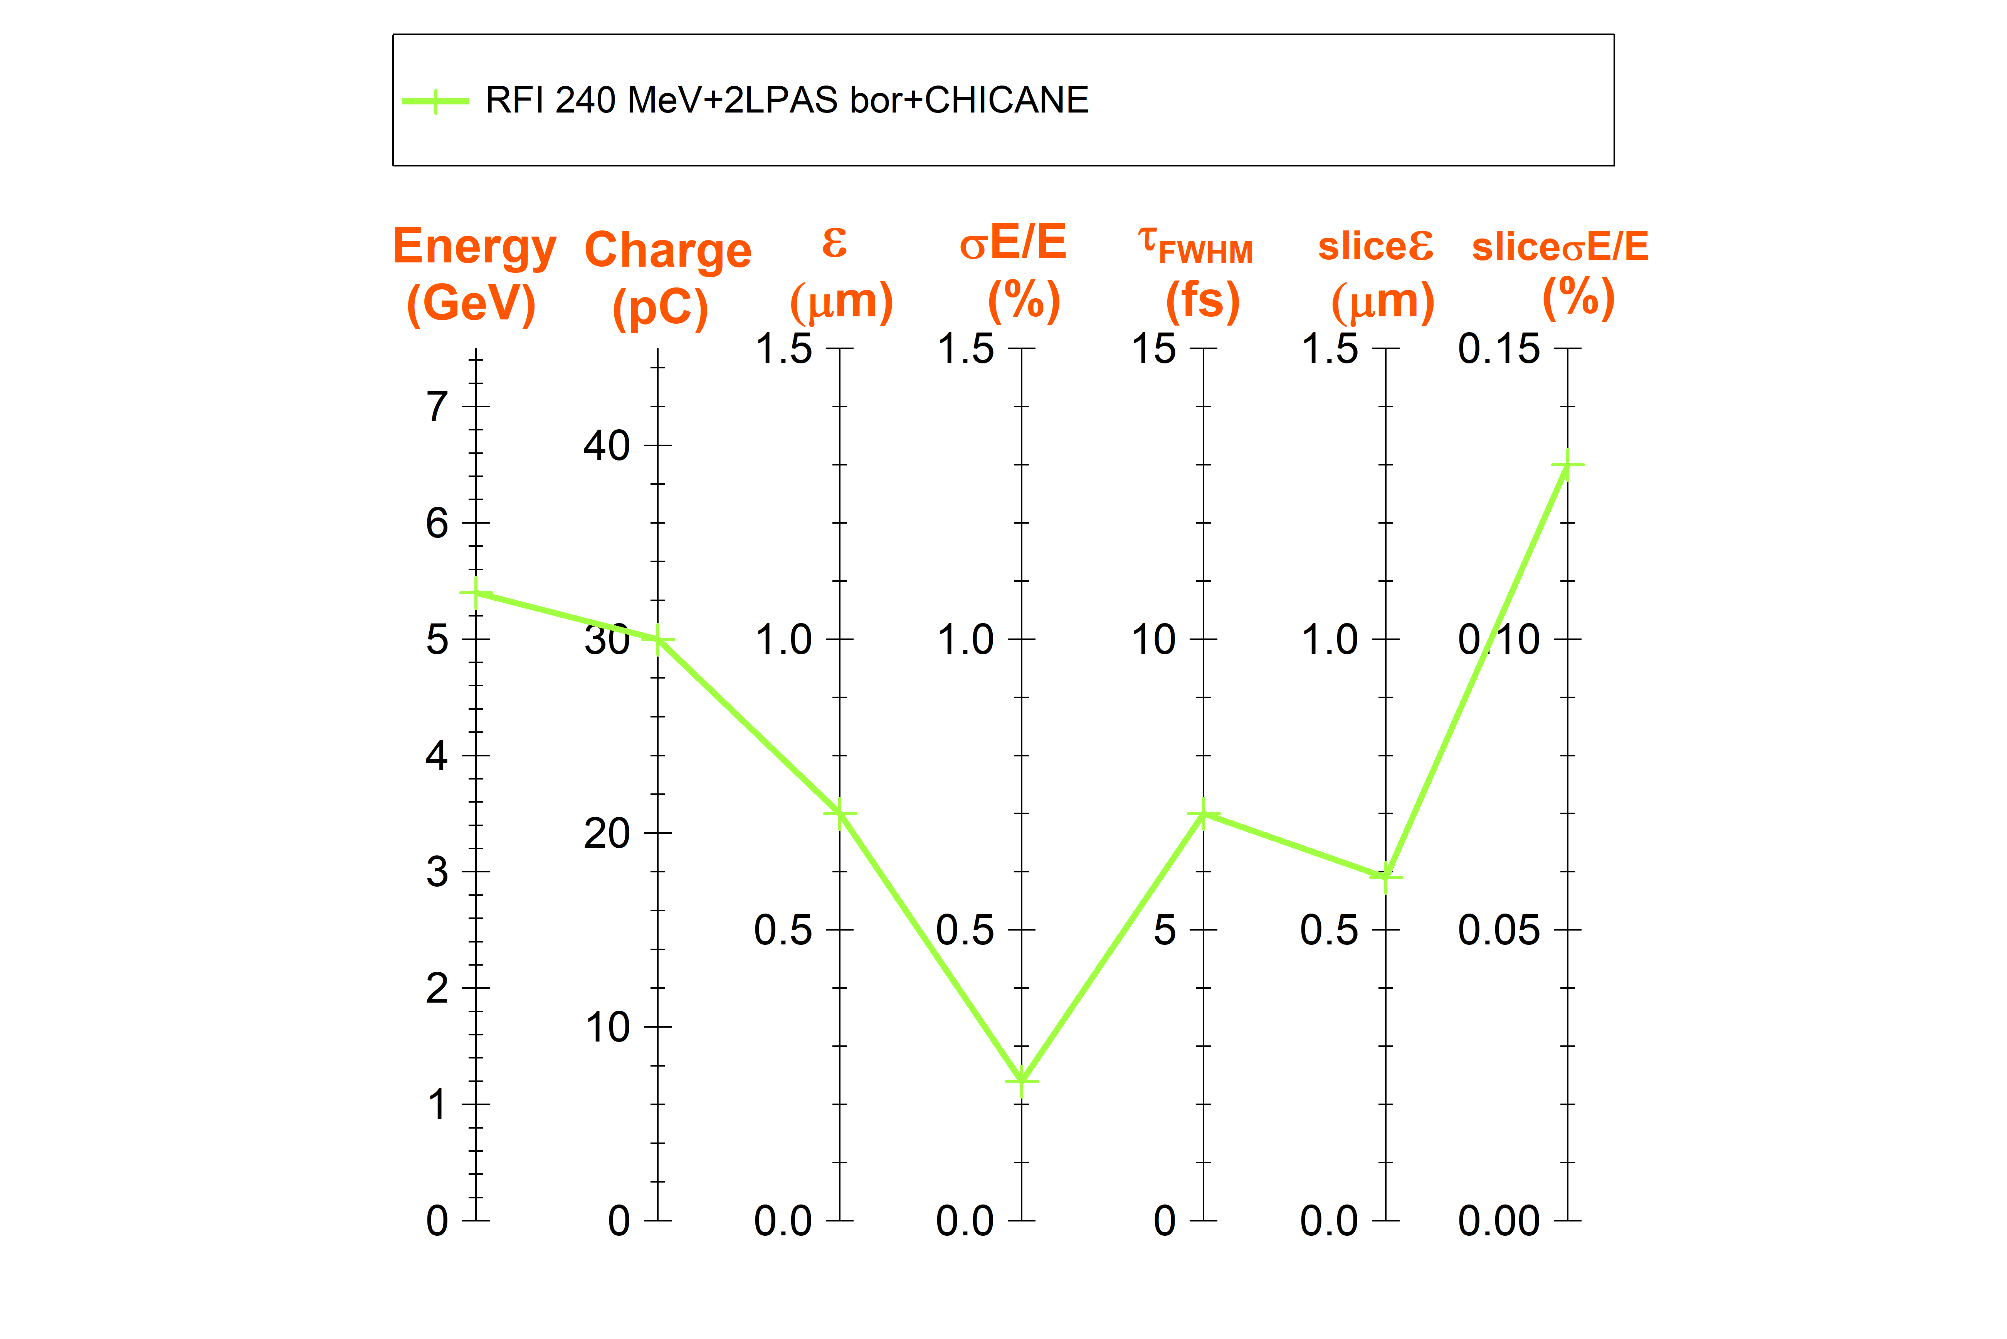 RFI 240 MeV+2LPAS bor+CHICANE
Energy Charge ε σE/E τFWHM sliceε sliceσE/E
(GeV) (pC) (μm) (%) (fs) (μm) (%)
1.5 1.5 15 1.5 0.15
7
40
6
5 30 1.0 1.0 10 1.0 0.10
4
20
3
0.5 0.5 5 0.5 0.05
2
10
1
0 0 0.0 0.0 0 0.0 0.00